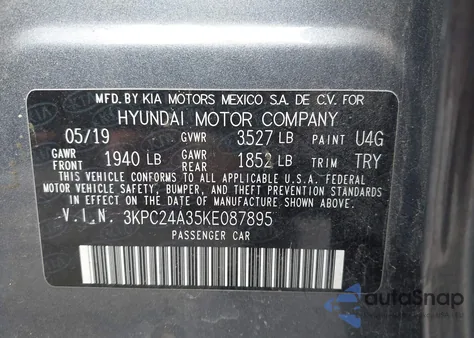 MFD. BY KIA MOTORS MEXICO. S.A. DE C.V. FOR
HYUNDAI MOTOR COMPANY
05/19 GVWR 3527 LB PAINT U4G
GAWR FRONT 1940 LB GAWR REAR 1852 LB TRIM TRY
THIS VEHICLE CONFORMS TO ALL APPLICABLE U.S.A. FEDERAL
MOTOR VEHICLE SAFETY, BUMPER, AND THEFT PREVENTION STANDARDS
IN EFFECT ON THE DATE OF MANUFACTURE SHOWN ABOVE.
V.I.N. 3KPC24A35KE087895
PASSENGER CAR
autoSnap